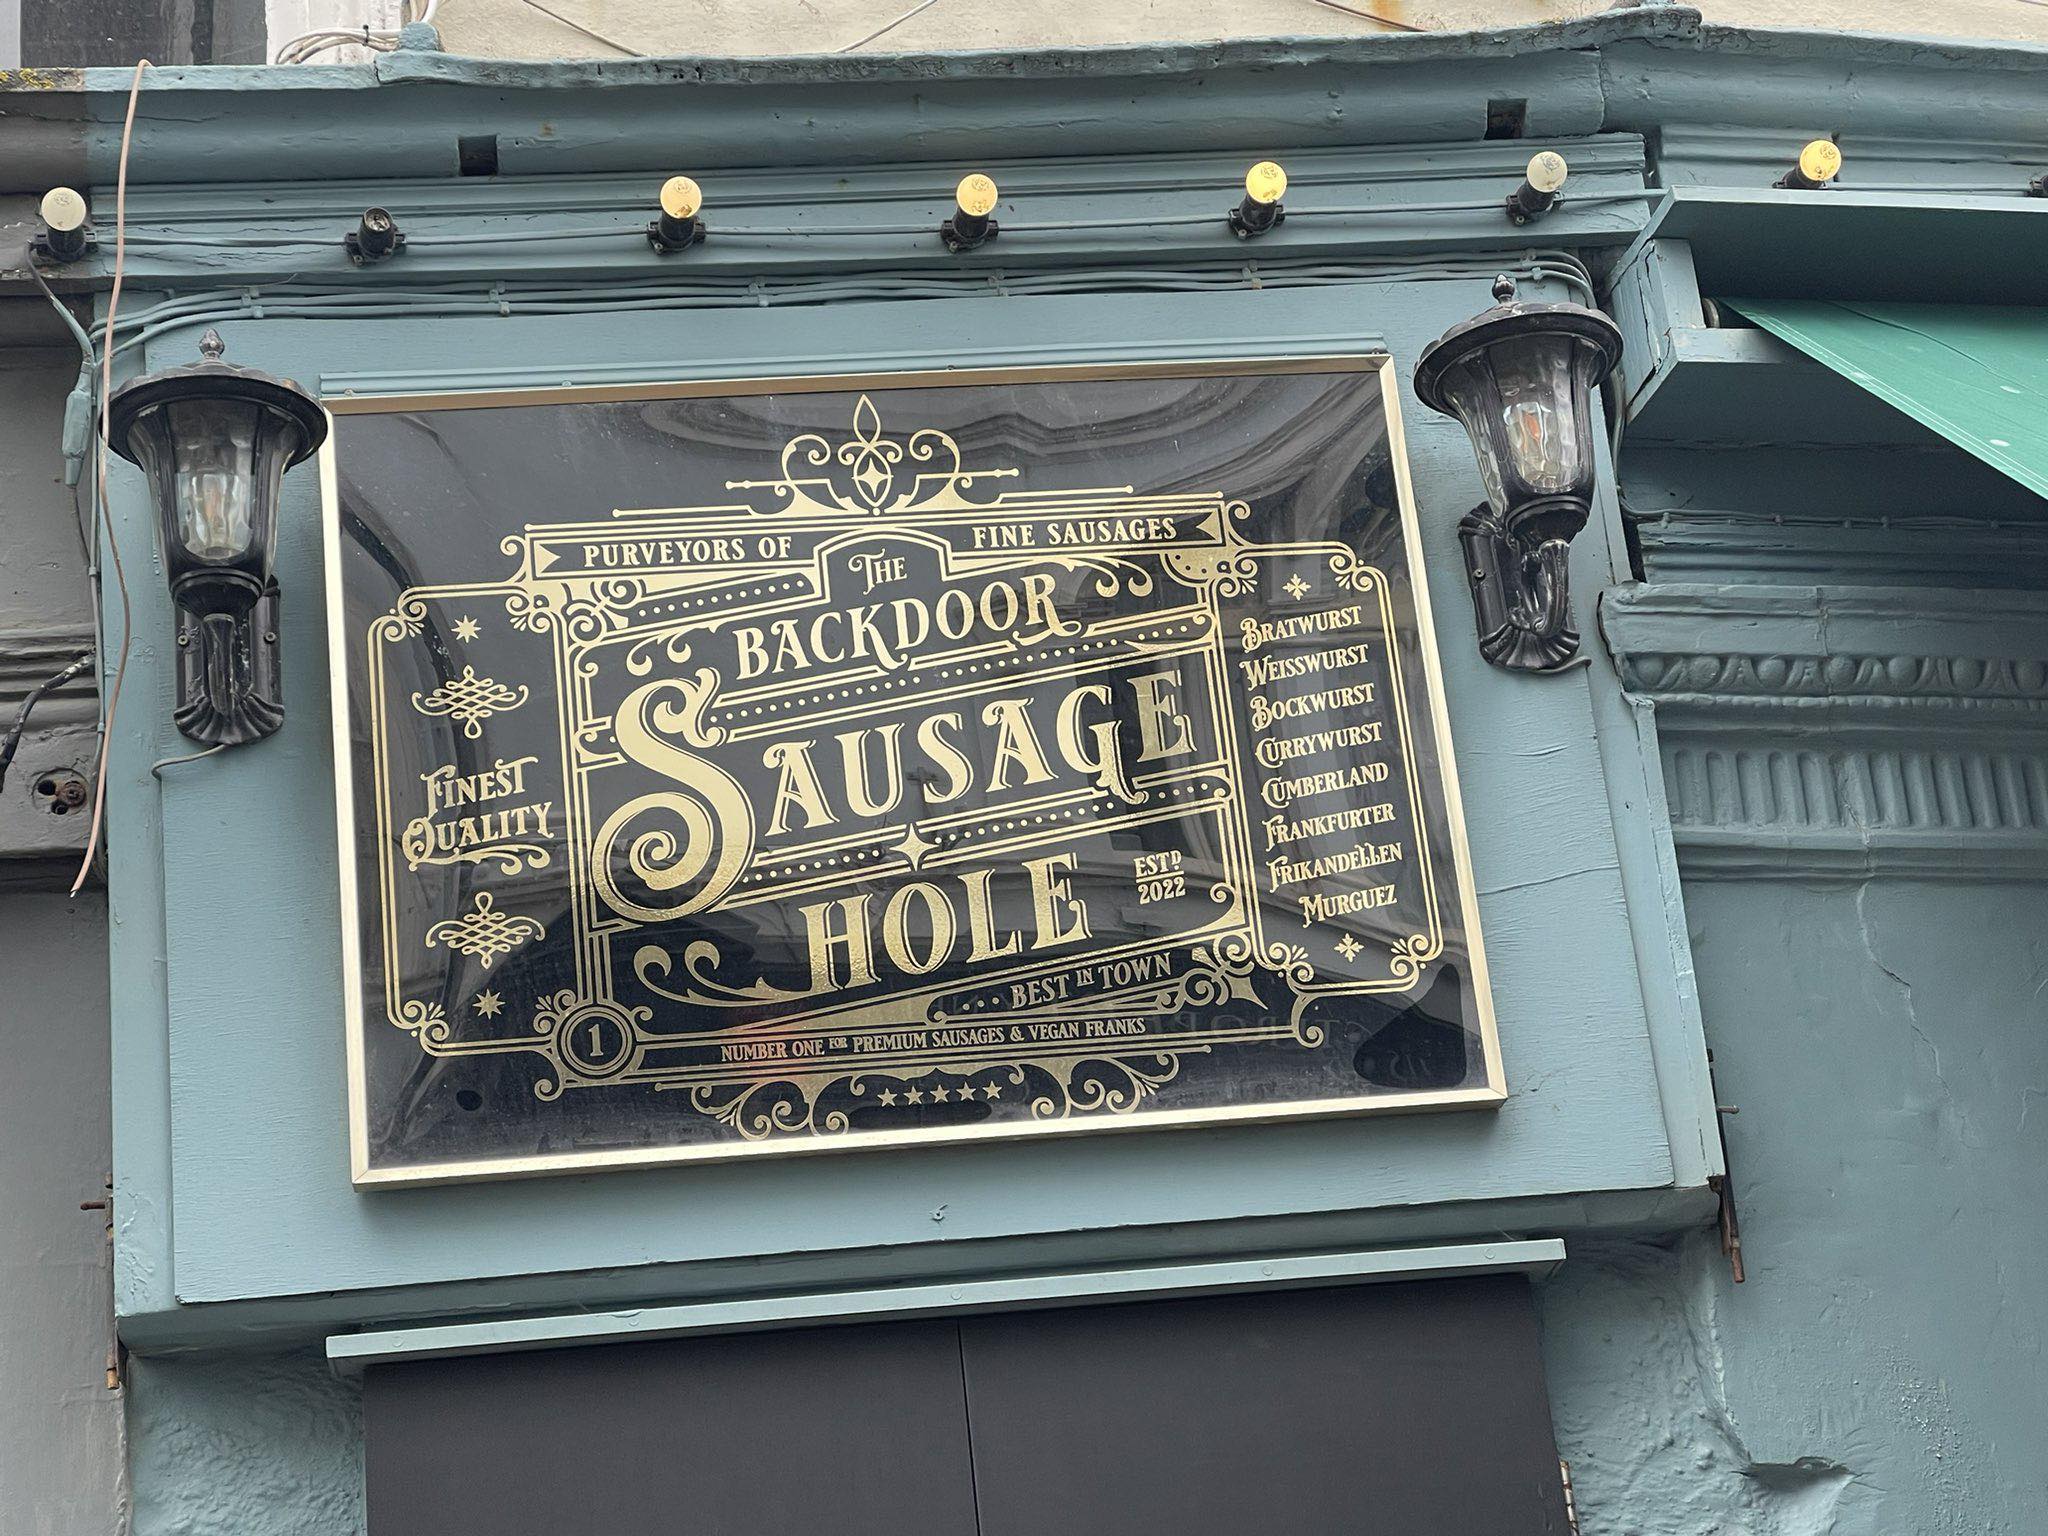 PURVEYORS OF FINE SAUSAGES
THE
BACKDOOR
SAUSAGE
HOLE
ESTD
2022
BEST IN TOWN
FINEST
QUALITY
BRATWURST
WEISSWURST
BOCKWURST
CURRYWURST
CUMBERLAND
FRANKFURTER
FRIKANDELLEN
MURGUEZ
1
NUMBER ONE FOR PREMIUM SAUSAGES & VEGAN FRANKS